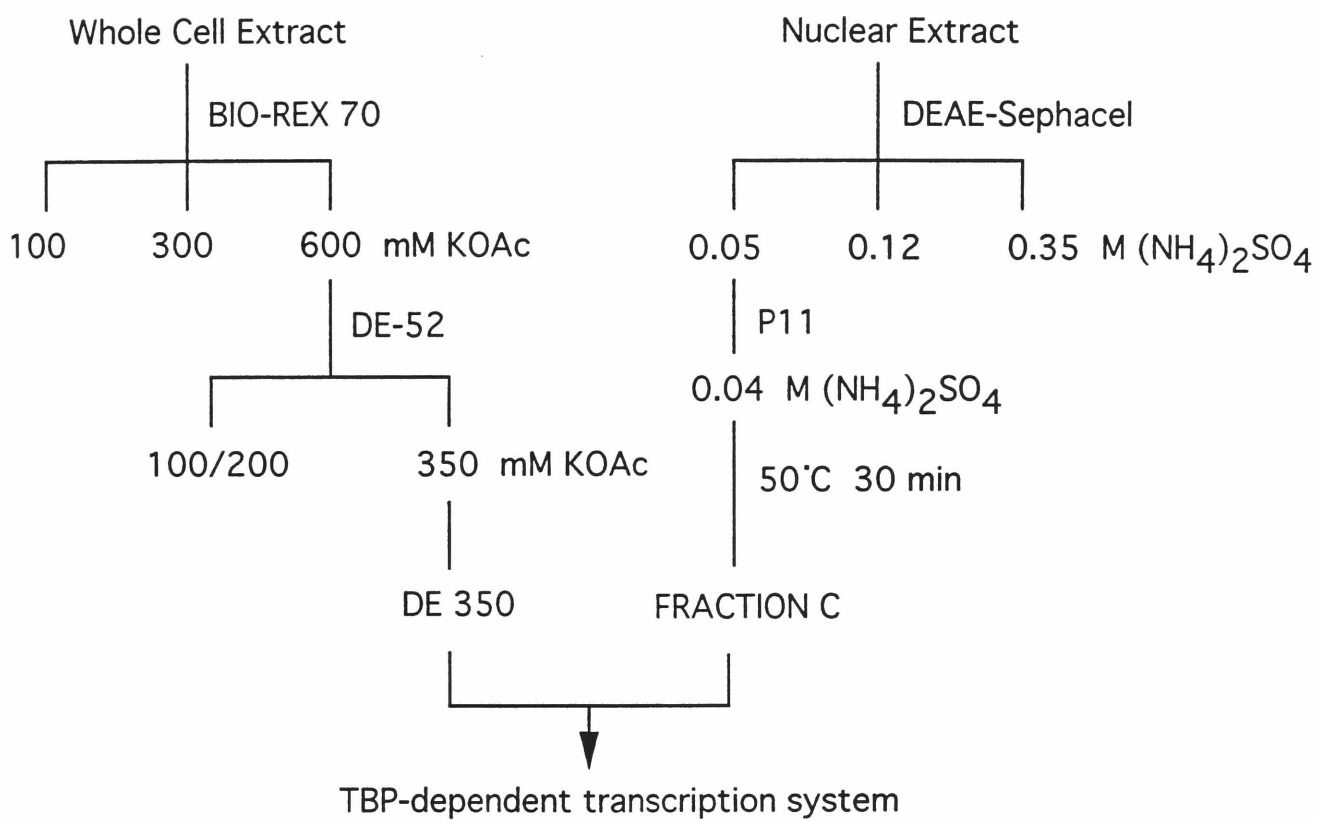 Whole Cell Extract
Nuclear Extract
BIO-REX 70
DEAE-Sephacel
100 300 600 mM KOAc
0.05 0.12 0.35 M (NH4)2SO4
DE-52
P11
0.04 M (NH4)2SO4
100/200 350 mM KOAc
50°C 30 min
DE 350
FRACTION C
TBP-dependent transcription system